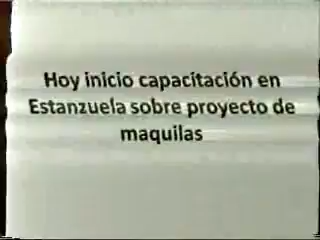 Hoy inicio capacitación en
Estanzuela sobre proyecto de
maquilas